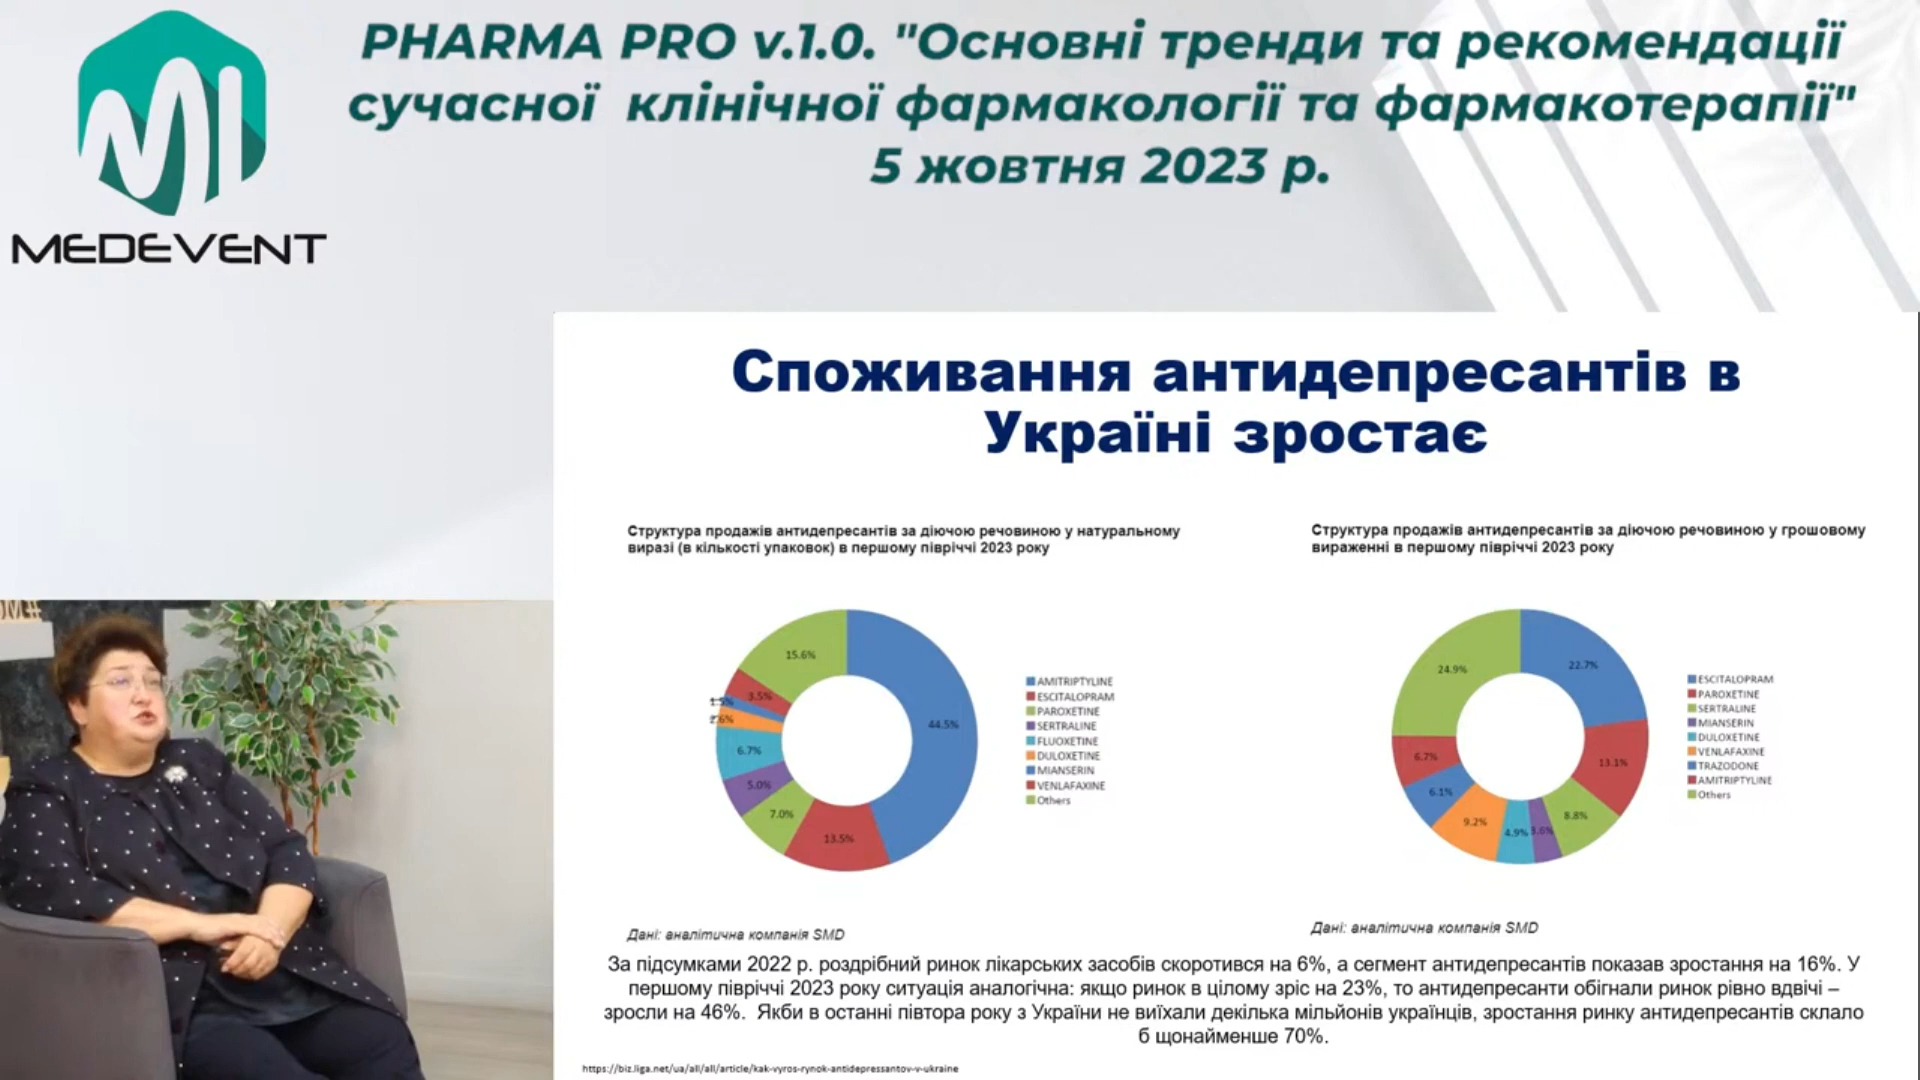 PHARMA PRO v.1.0. "Основні тренди та рекомендації
сучасної клінічної фармакології та фармакотерапії"
5 жовтня 2023 р.
MEDEVENT
Споживання антидепресантів в
Україні зростає
Структура продажів антидепресантів за діючою речовиною у натуральному
виразі (в кількості упаковок) в першому півріччі 2023 року
15.6%
3.5%
1.5%
2.6%
6.7%
5.0%
7.0%
13.5%
44.5%
AMITRIPTYLINE
ESCITALOPRAM
PAROXETINE
SERTRALINE
FLUOXETINE
DULOXETINE
MIANSERIN
VENLAFAXINE
Others
Дані: аналітична компанія SMD
Структура продажів антидепресантів за діючою речовиною у грошовому
вираженні в першому півріччі 2023 року
24.9%
22.7%
6.7%
13.1%
6.1%
9.2%
4.9%
3.6%
8.8%
ESCITALOPRAM
PAROXETINE
SERTRALINE
MIANSERIN
DULOXETINE
VENLAFAXINE
TRAZODONE
AMITRIPTYLINE
Others
Дані: аналітична компанія SMD
За підсумками 2022 р. роздрібний ринок лікарських засобів скоротився на 6%, а сегмент антидепресантів показав зростання на 16%. У
першому півріччі 2023 року ситуація аналогічна: якщо ринок в цілому зріс на 23%, то антидепресанти обігнали ринок рівно вдвічі –
зросли на 46%. Якби в останні півтора року з України не виїхали декілька мільйонів українців, зростання ринку антидепресантів склало
б щонайменше 70%.
https://biz.liga.net/ua/all/all/article/kak-vyros-rynok-antidepressantov-v-ukraine